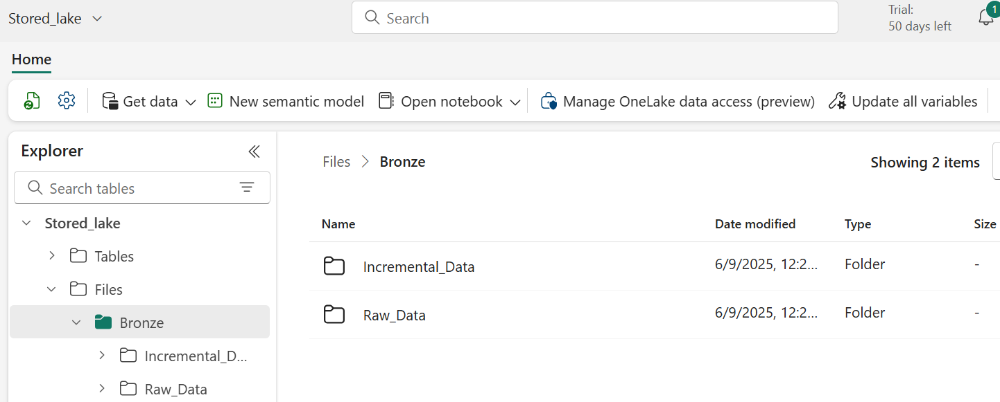 Stored_lake
Search
Trial:
50 days left
1
Home
Get data
New semantic model
Open notebook
Manage OneLake data access (preview)
Update all variables
Explorer
Search tables
Stored_lake
Tables
Files
Bronze
Incremental_D...
Raw_Data
Files > Bronze
Showing 2 items
Name Date modified Type Size
Incremental_Data 6/9/2025, 12:2... Folder -
Raw_Data 6/9/2025, 12:2... Folder -